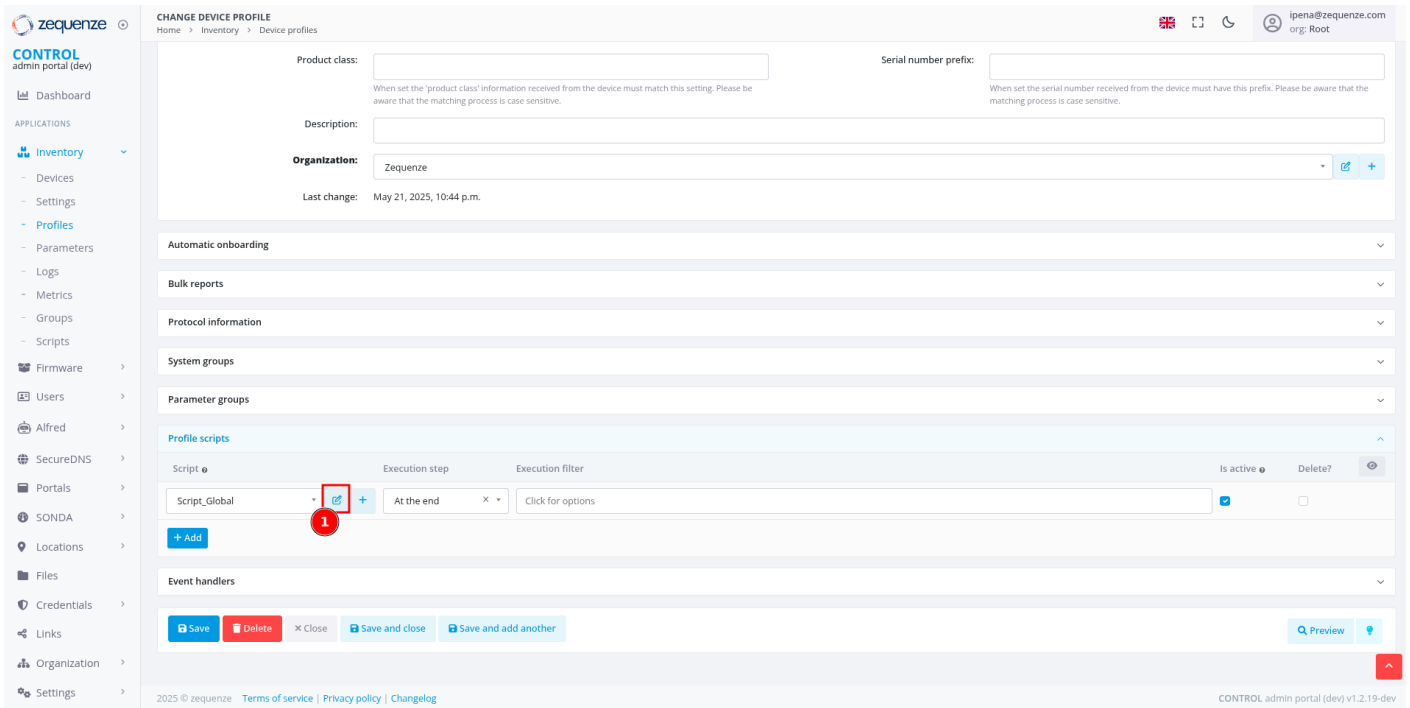 zequenze
CONTROL
admin portal (dev)
Dashboard
APPLICATIONS
Inventory
- Devices
- Settings
- Profiles
- Parameters
- Logs
- Metrics
- Groups
- Scripts
Firmware
Users
Alfred
SecureDNS
Portals
SONDA
Locations
Files
Credentials
Links
Organization
Settings
CHANGE DEVICE PROFILE
Home > Inventory > Device profiles
ipena@zequenze.com
org: Root
Product class:
When set the 'product class' information received from the device must match this setting. Please be
aware that the matching process is case sensitive.
Serial number prefix:
When set the serial number received from the device must have this prefix. Please be aware that the
matching process is case sensitive.
Description:
Organization:
Zequenze
Last change: May 21, 2025, 10:44 p.m.
Automatic onboarding
Bulk reports
Protocol information
System groups
Parameter groups
Profile scripts
Script Execution step Execution filter Is active Delete?
Script_Global + At the end × Click for options
1
+ Add
Event handlers
Save Delete × Close Save and close Save and add another Preview
2025 © zequenze Terms of service | Privacy policy | Changelog CONTROL admin portal (dev) v1.2.19-dev